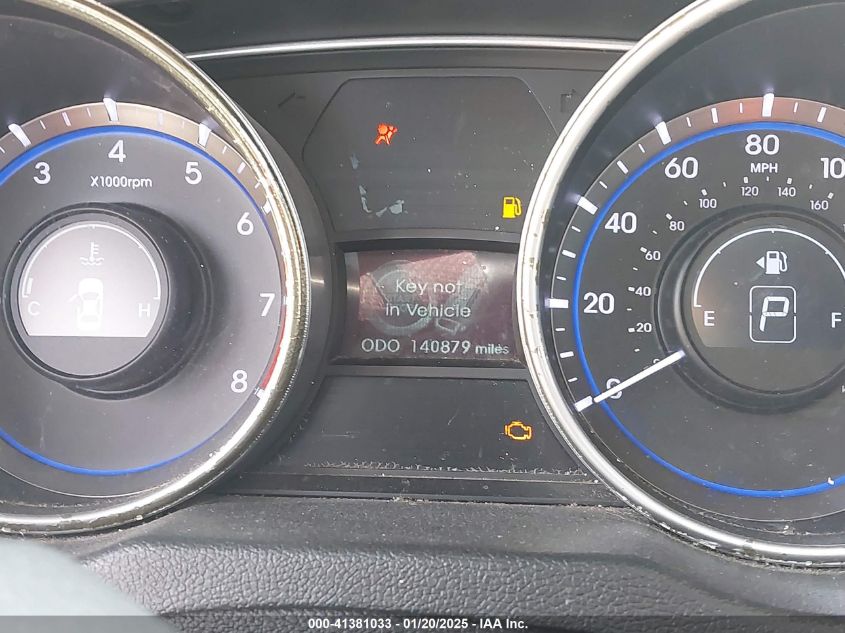 3 4 5 6 7 8
X1000rpm
C H
Key not
in Vehicle
ODO 140879 miles
0 20 40 60 80
MPH
20 40 60 80 100 120 140 160
E F
P
000-41381033 - 01/20/2025 - IAA Inc.